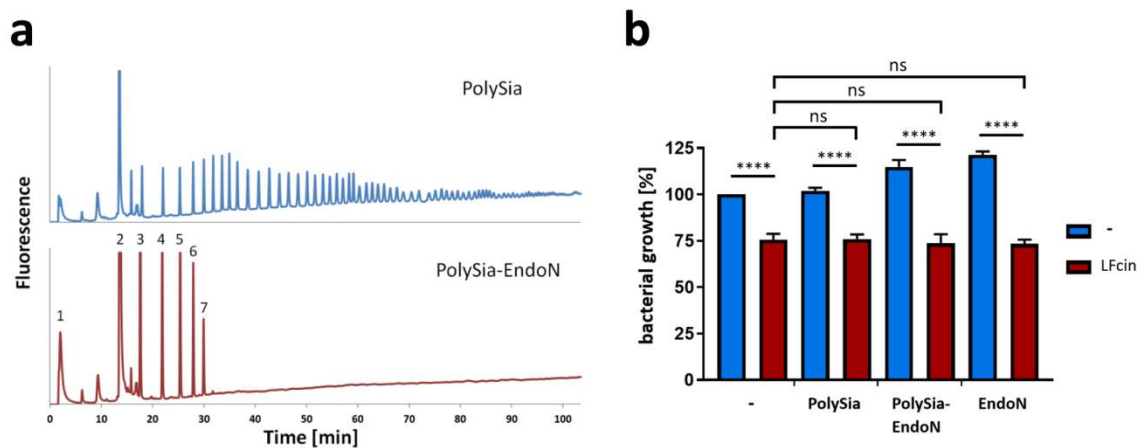 a
PolySia
PolySia-EndoN
1
2
3
4
5
6
7
Fluorescence
0
10
20
30
40
50
60
70
80
90
100
Time [min]
b
ns
ns
ns
****
****
****
****
bacterial growth [%]
125
100
75
50
25
0
-
PolySia
PolySia-
EndoN
EndoN
-
LFcin